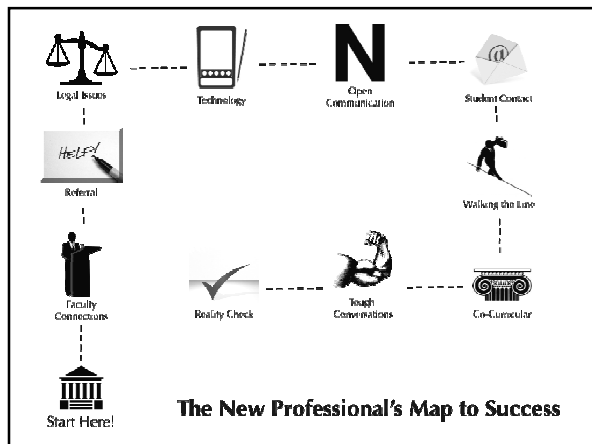 Legal Issues
Technology
N
Open
Communication
@
Student Contact
HELP!
Referral
Walking the Line
Faculty
Connections
Reality Check
Tough
Conversations
Co-Curricular
Start Here!
The New Professional's Map to Success